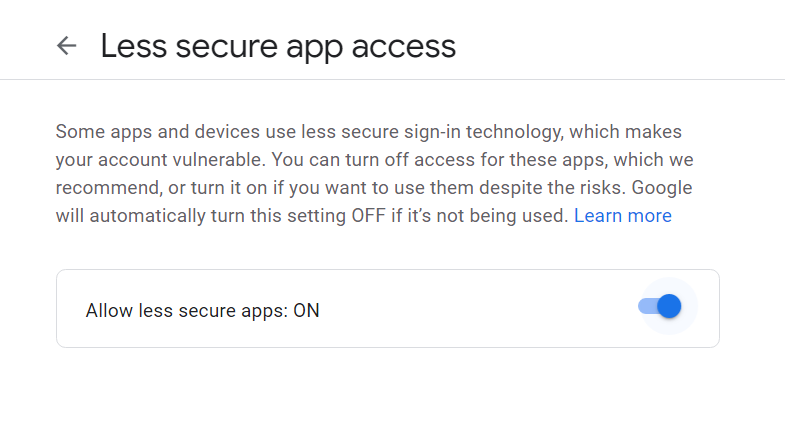 Less secure app access
Some apps and devices use less secure sign-in technology, which makes
your account vulnerable. You can turn off access for these apps, which we
recommend, or turn it on if you want to use them despite the risks. Google
will automatically turn this setting OFF if it’s not being used. Learn more
Allow less secure apps: ON